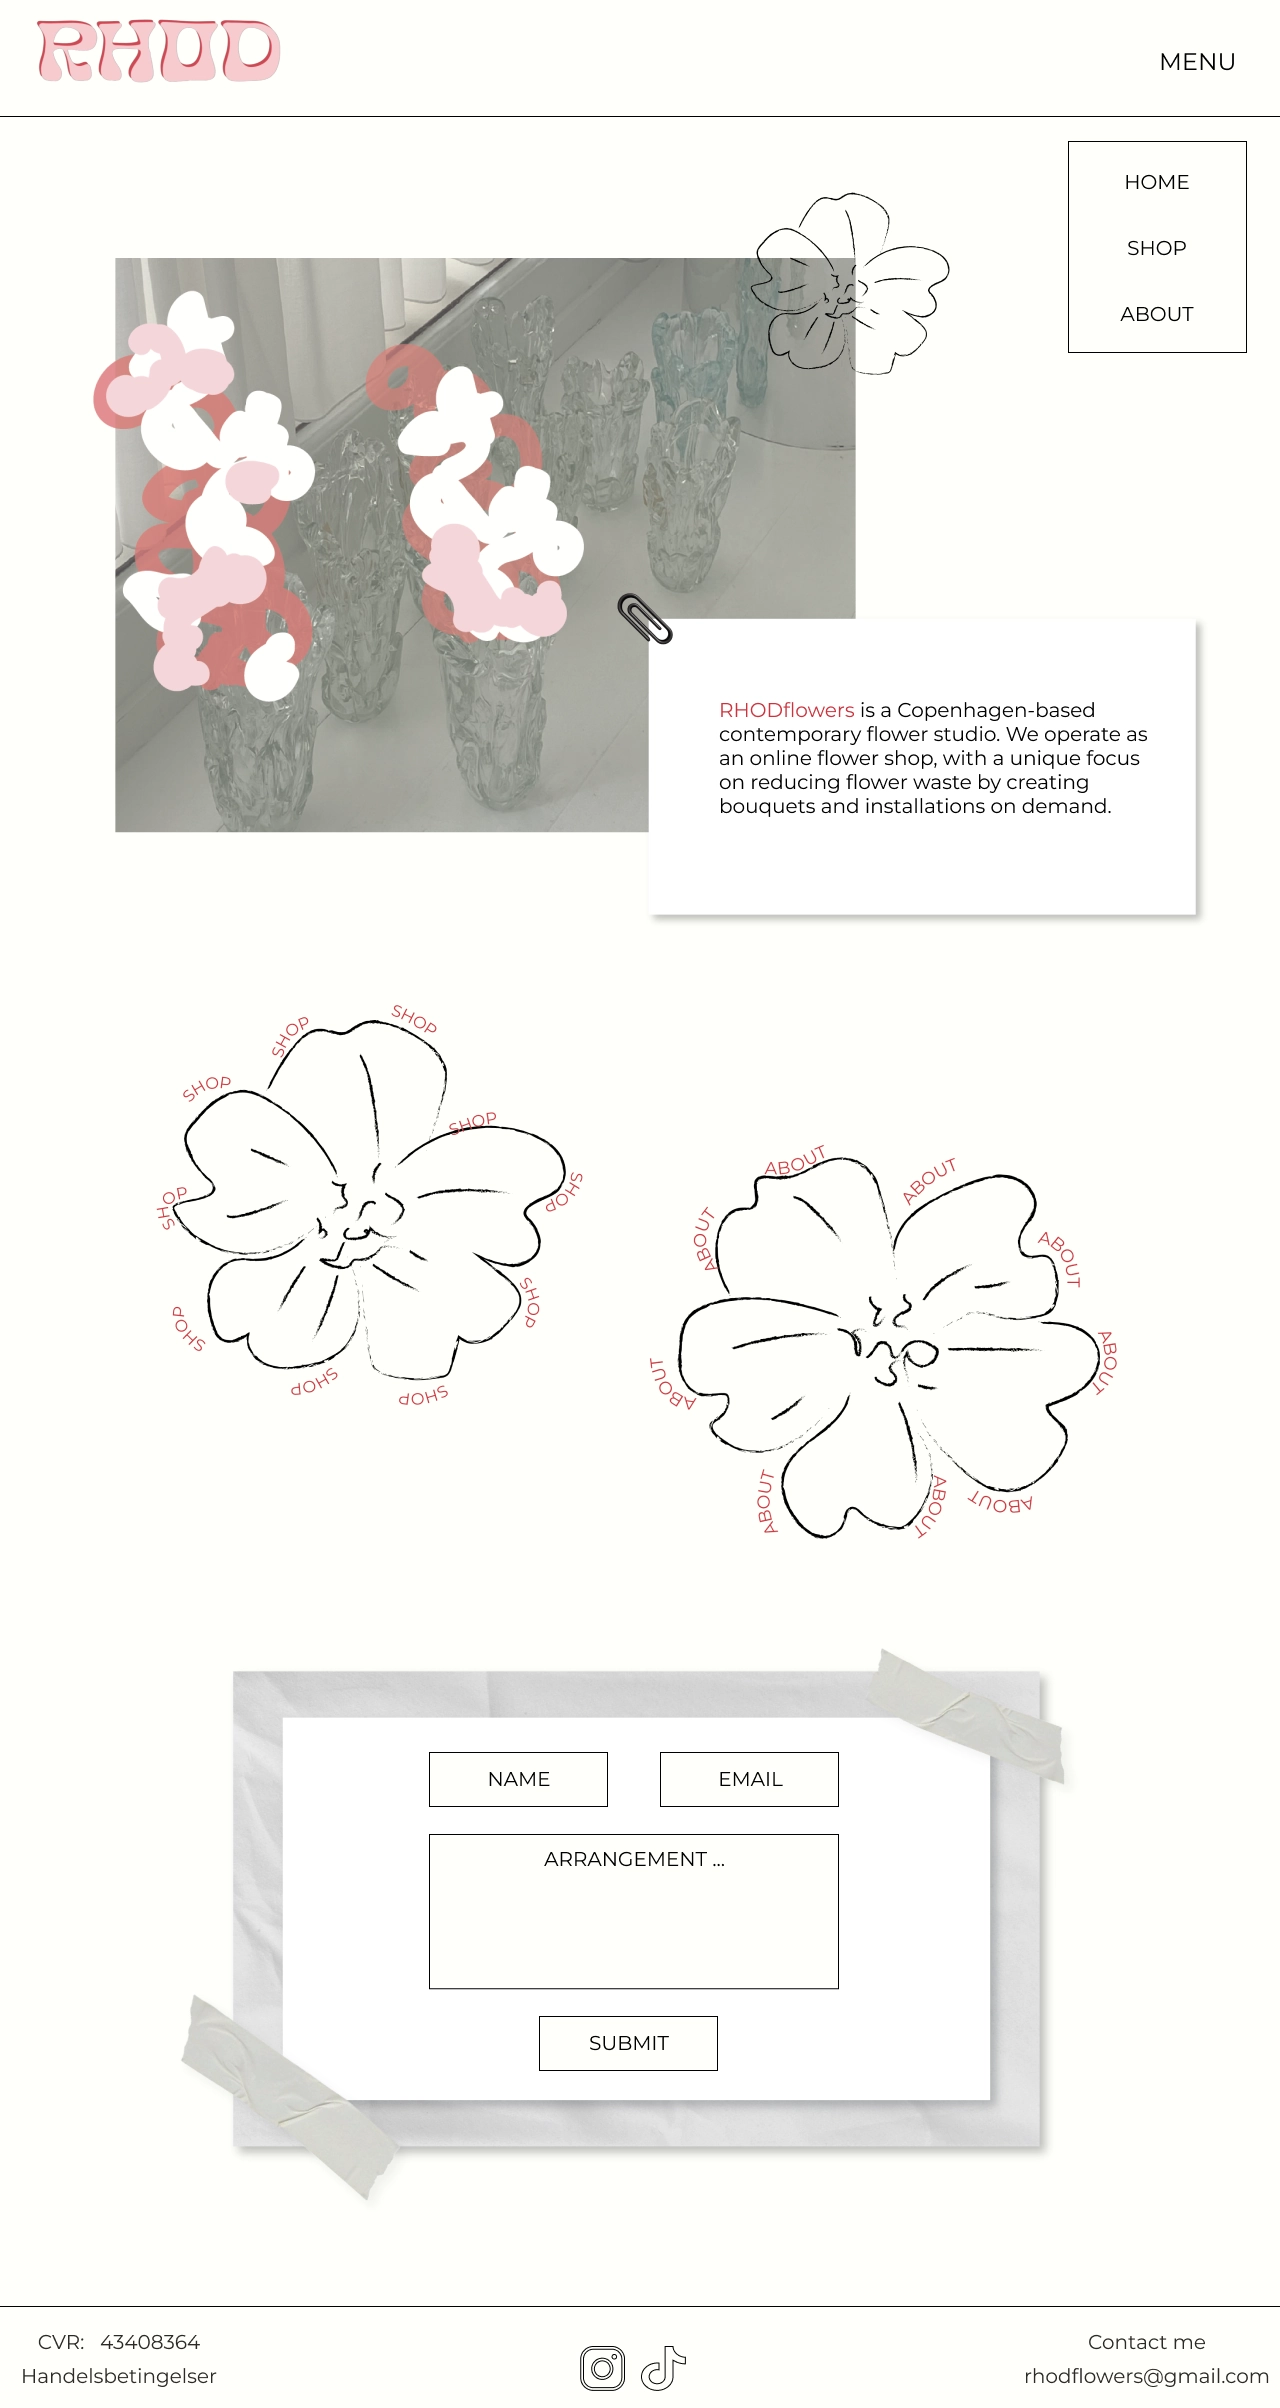 RHOD
MENU
HOME
SHOP
ABOUT
RHODflowers is a Copenhagen-based
contemporary flower studio. We operate as
an online flower shop, with a unique focus
on reducing flower waste by creating
bouquets and installations on demand.
SHOP
SHOP
SHOP
SHOP
SHOP
SHOP
SHOP
SHOP
SHOP
SHOP
ABOUT
ABOUT
ABOUT
ABOUT
ABOUT
ABOUT
ABOUT
ABOUT
ABOUT
NAME
EMAIL
ARRANGEMENT ...
SUBMIT
CVR: 43408364
Handelsbetingelser
Contact me
rhodflowers@gmail.com